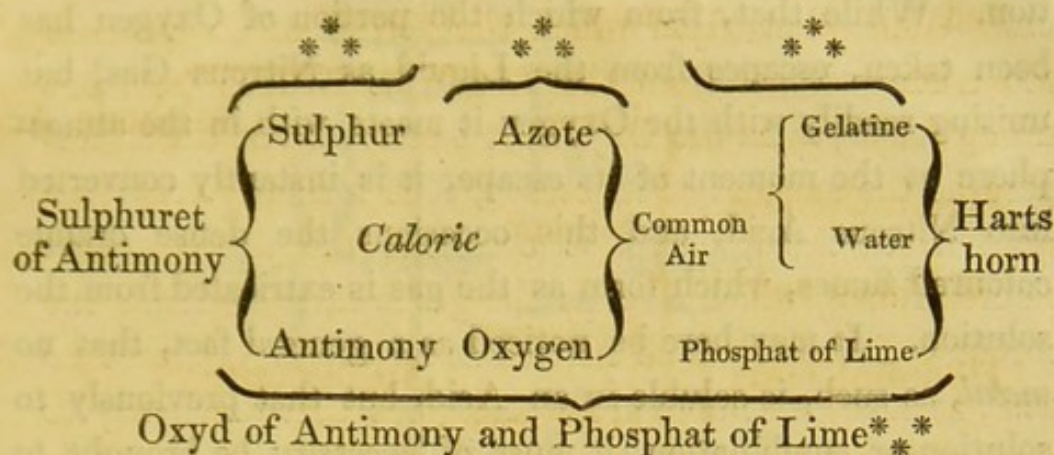 Sulphur Azote Gelatine
Sulphuret of Antimony
Caloric
Common Air
Water
Harts horn
Antimony Oxygen Phosphat of Lime
Oxyd of Antimony and Phosphat of Lime***